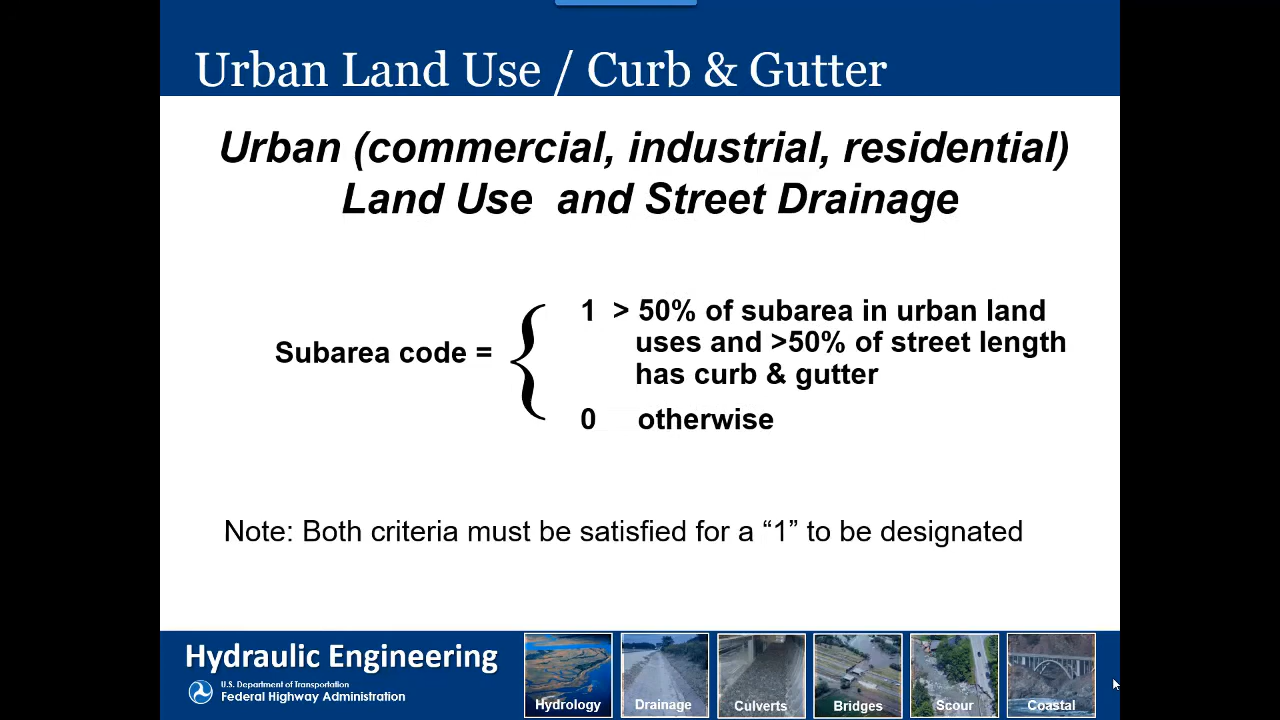 Urban Land Use / Curb & Gutter
Urban (commercial, industrial, residential)
Land Use and Street Drainage
Subarea code =
1 > 50% of subarea in urban land
uses and >50% of street length
has curb & gutter
0 otherwise
Note: Both criteria must be satisfied for a “1” to be designated
Hydraulic Engineering
U.S. Department of Transportation
Federal Highway Administration
Hydrology
Drainage
Culverts
Bridges
Scour
Coastal